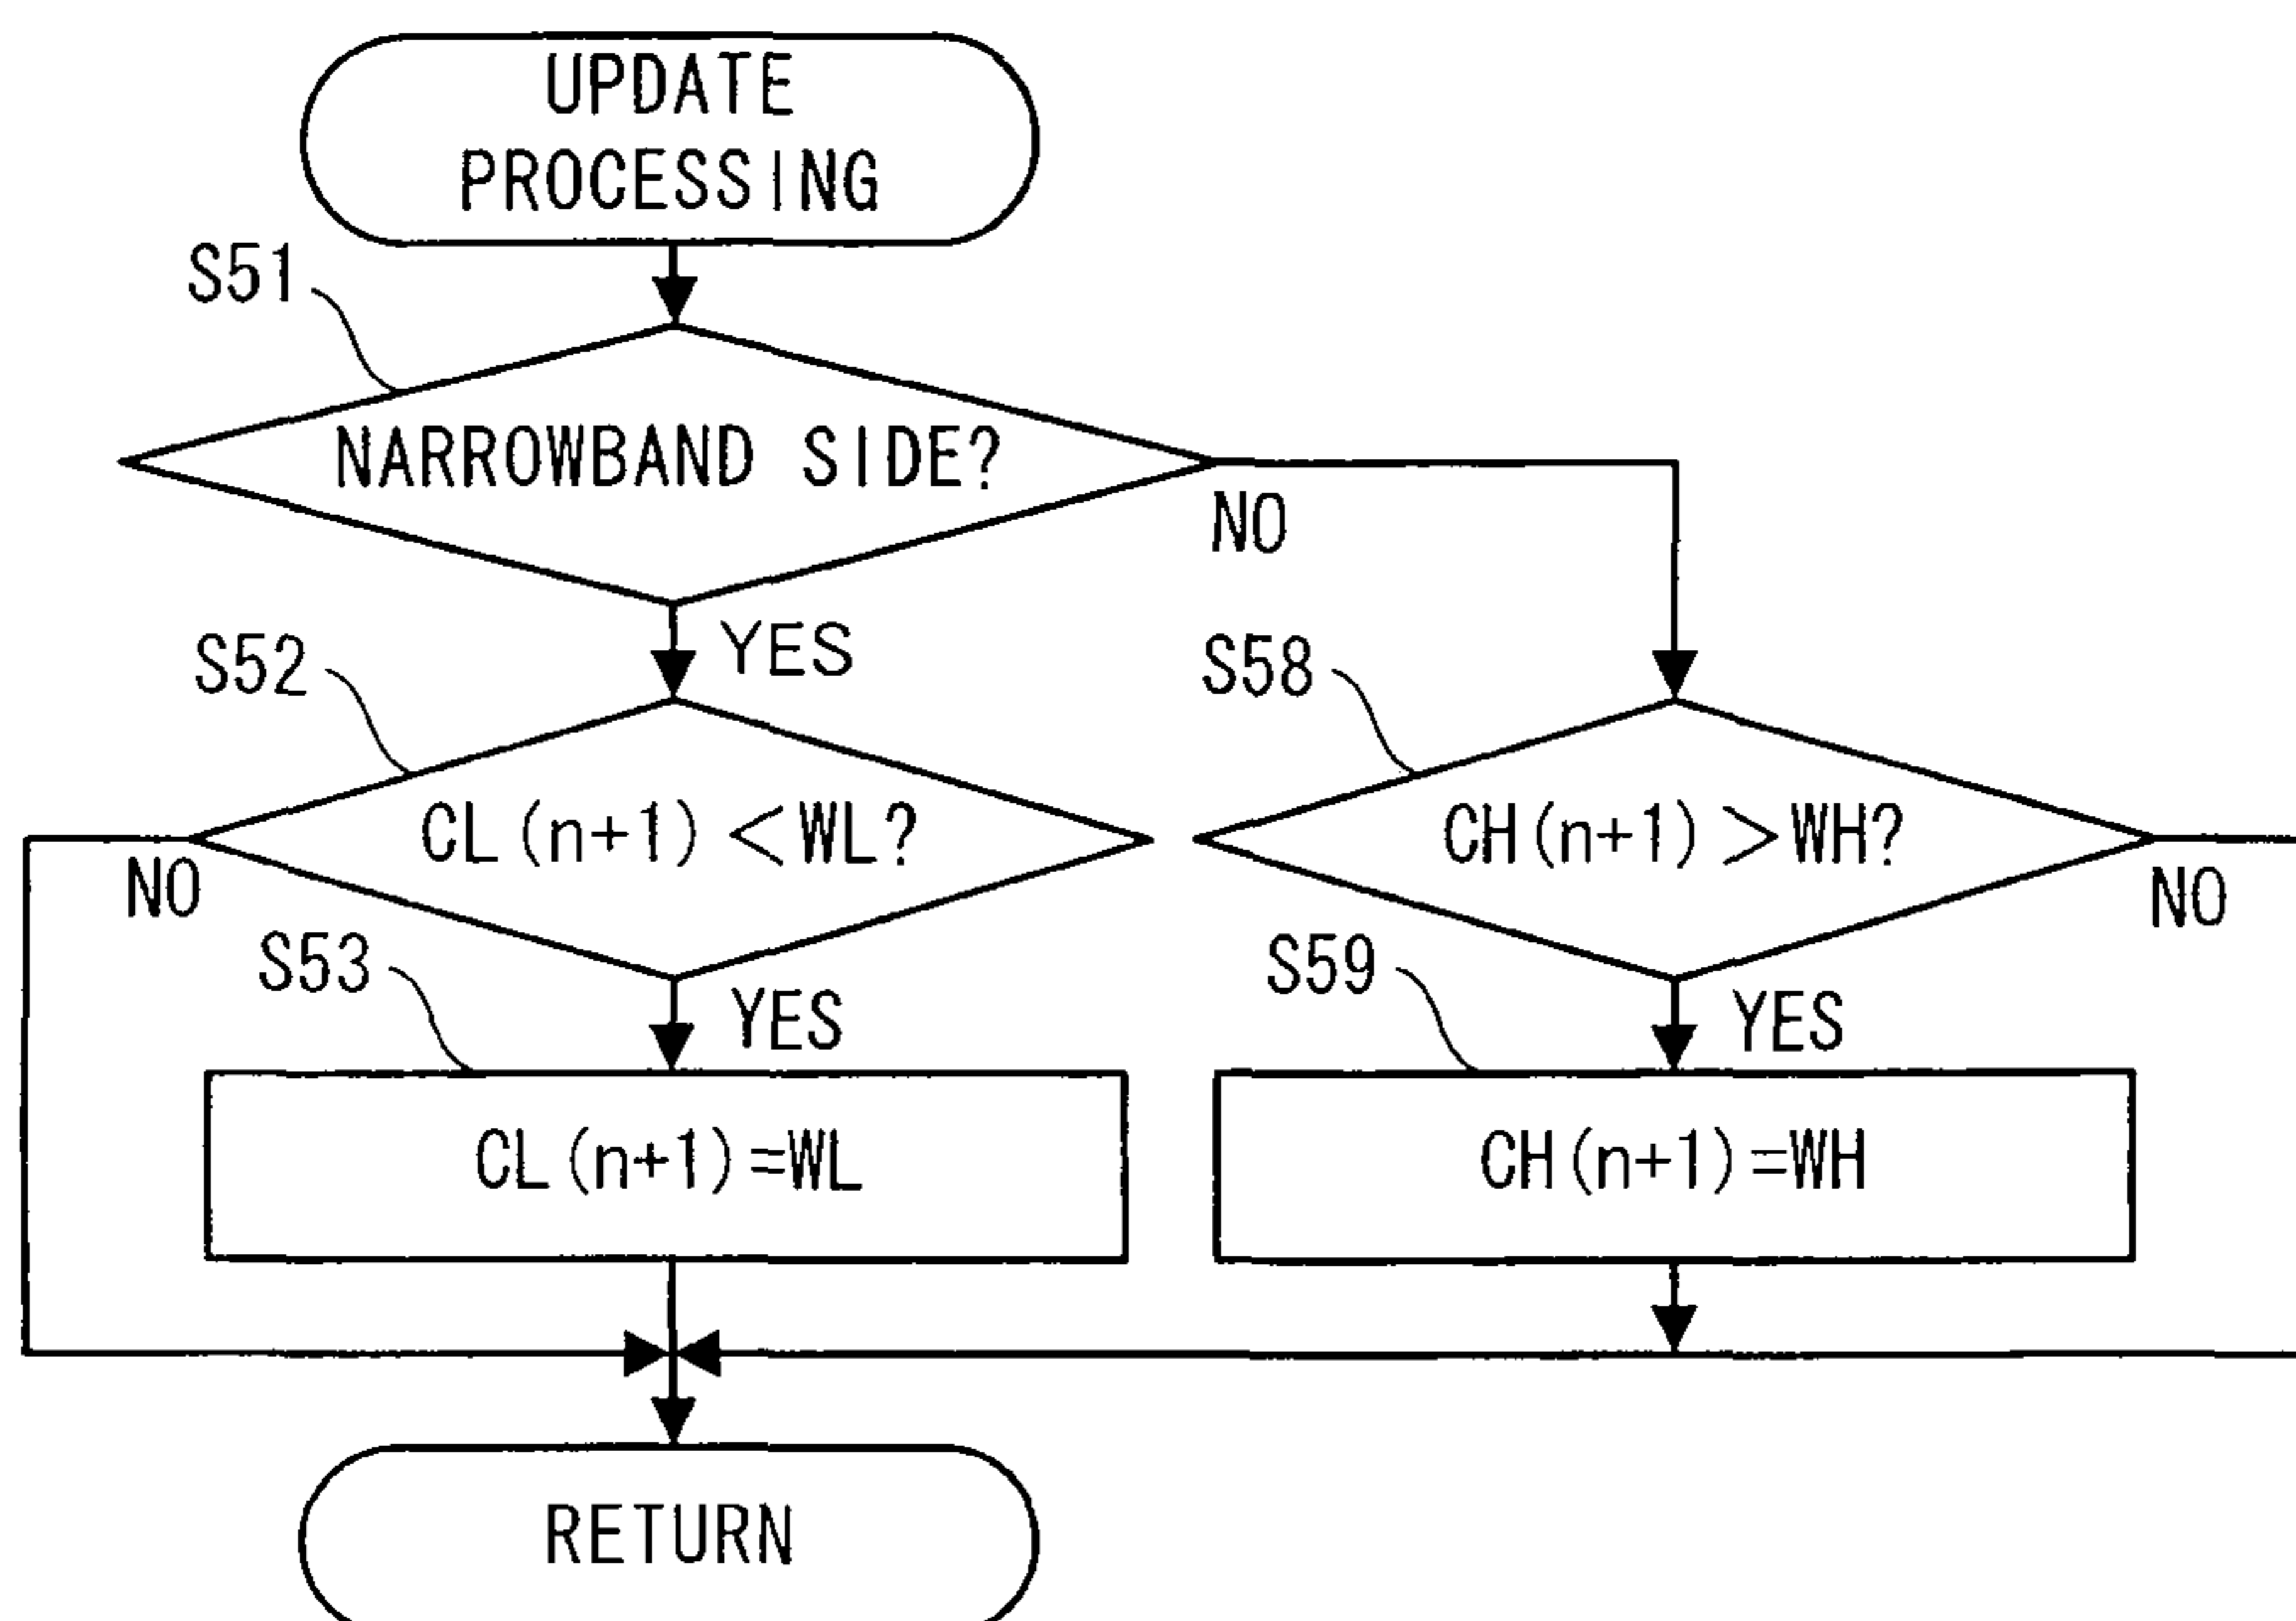 UPDATE
PROCESSING
S51
NARROWBAND SIDE?
NO
YES
S52
CL(n+1)<WL?
NO
YES
S53
CL(n+1)=WL
S58
CH(n+1)>WH?
NO
YES
S59
CH(n+1)=WH
RETURN